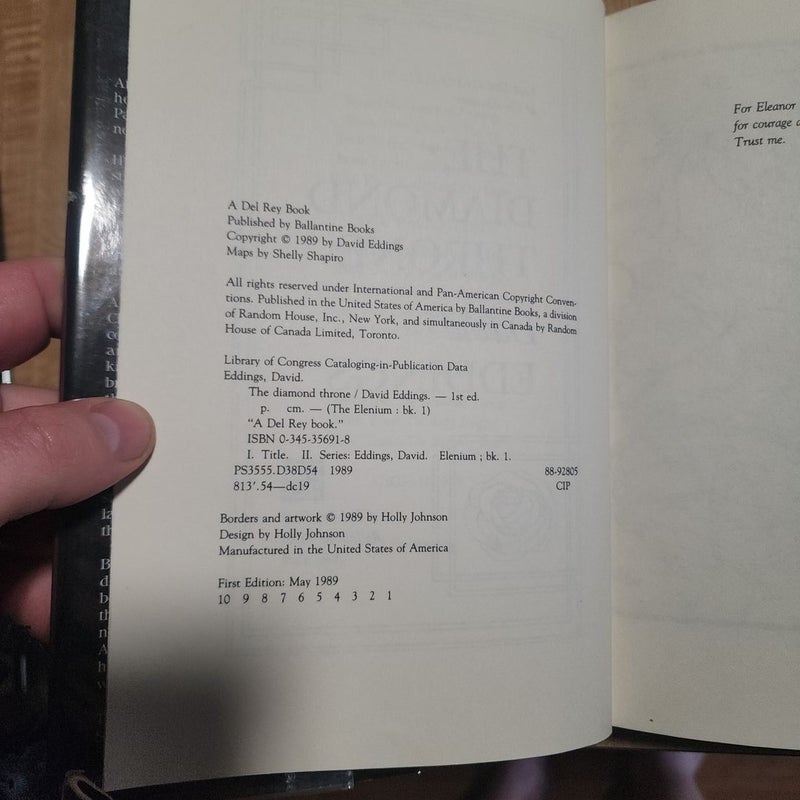 A Del Rey Book
Published by Ballantine Books
Copyright © 1989 by David Eddings
Maps by Shelly Shapiro
All rights reserved under International and Pan-American Copyright Conven-
tions. Published in the United States of America by Ballantine Books, a division
of Random House, Inc., New York, and simultaneously in Canada by Random
House of Canada Limited, Toronto.
Library of Congress Cataloging-in-Publication Data
Eddings, David.
The diamond throne / David Eddings. — 1st ed.
p. cm. — (The Elenium : bk. 1)
"A Del Rey book."
ISBN 0-345-35691-8
I. Title. II. Series: Eddings, David. Elenium ; bk. 1.
PS3555.D38D54 1989 88-92805
813'.54—dc19 CIP
Borders and artwork © 1989 by Holly Johnson
Design by Holly Johnson
Manufactured in the United States of America
First Edition: May 1989
10 9 8 7 6 5 4 3 2 1
For Eleanor
for courage
Trust me.